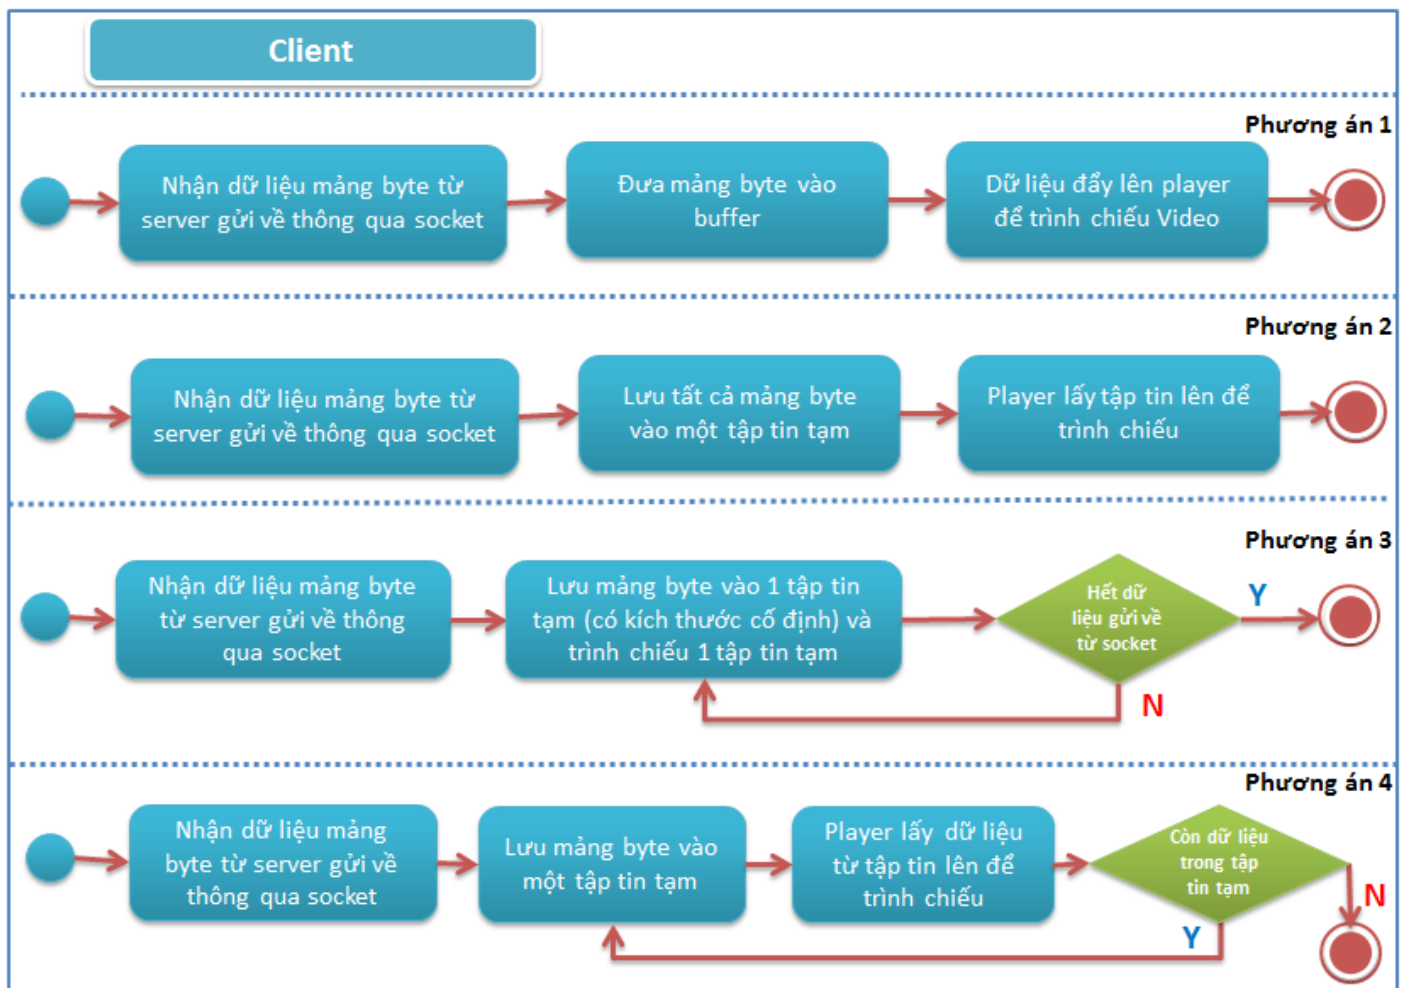 Client
Phương án 1
Nhận dữ liệu mảng byte từ
server gửi về thông qua socket
Đưa mảng byte vào
buffer
Dữ liệu đẩy lên player
để trình chiếu Video
Phương án 2
Nhận dữ liệu mảng byte từ
server gửi về thông qua socket
Lưu tất cả mảng byte
vào một tập tin tạm
Player lấy tập tin lên để
trình chiếu
Phương án 3
Nhận dữ liệu mảng byte
từ server gửi về thông
qua socket
Lưu mảng byte vào 1 tập tin
tạm (có kích thước cố định) và
trình chiếu 1 tập tin tạm
Hết dữ
liệu gửi về
từ socket
Y
N
Phương án 4
Nhận dữ liệu mảng
byte từ server gửi về
thông qua socket
Lưu mảng byte vào
một tập tin tạm
Player lấy dữ liệu
từ tập tin lên để
trình chiếu
Còn dữ liệu
trong tập
tin tạm
N
Y